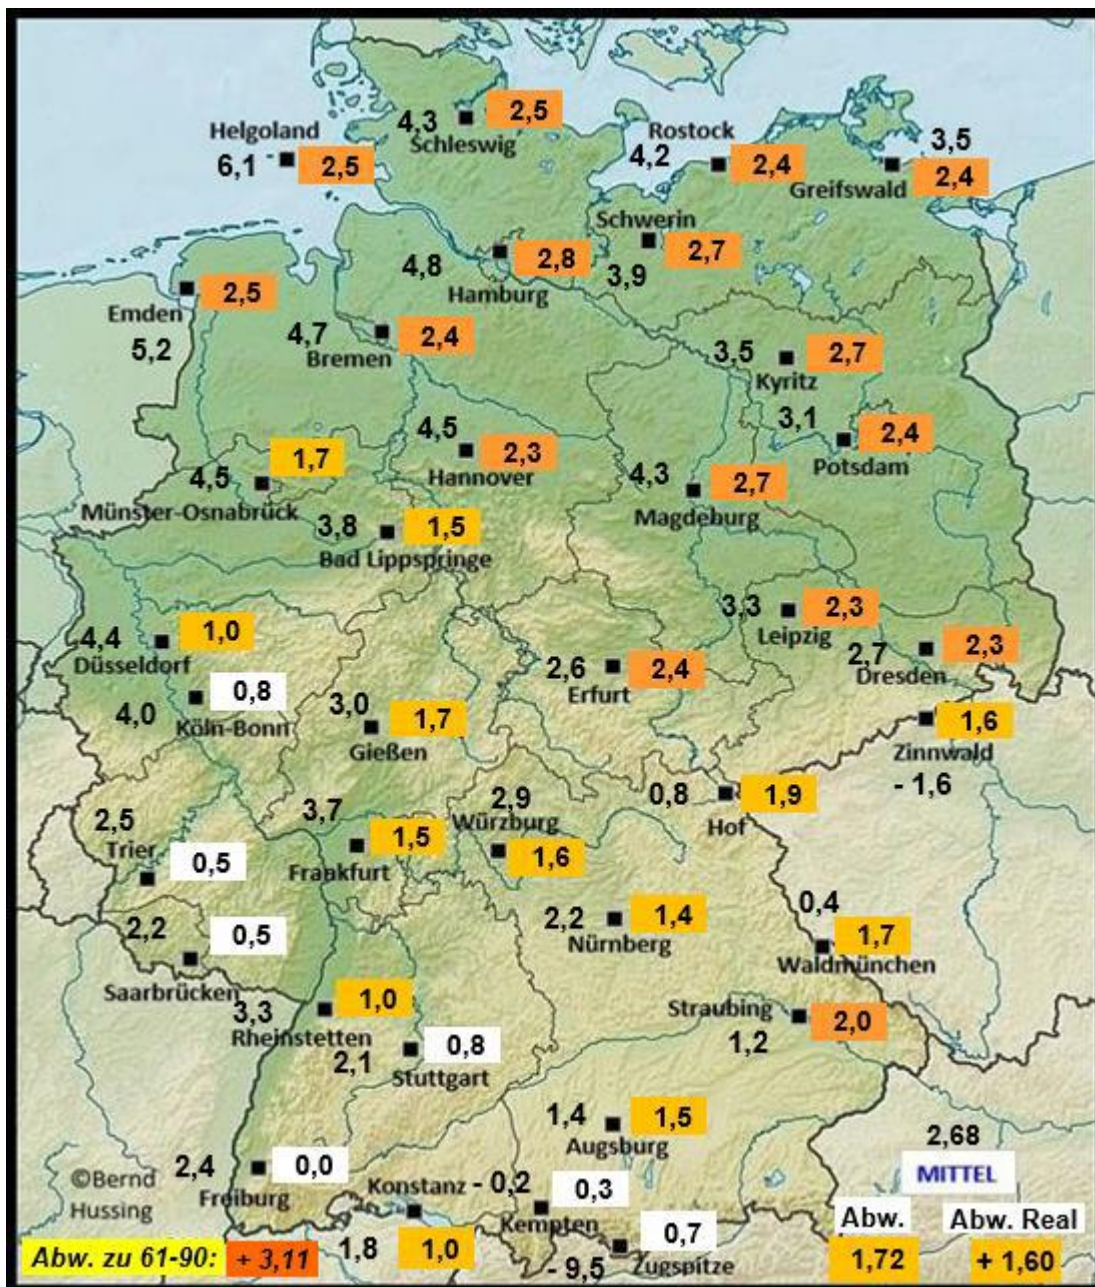 4,3
2,5
Schleswig
Helgoland
6,1
2,5
Rostock
4,2
2,4
3,5
Greifswald
2,4
Schwerin
2,7
3,9
4,8
2,8
Hamburg
Emden
2,5
5,2
4,7
2,4
Bremen
3,5
2,7
Kyritz
3,1
2,4
Potsdam
4,5
2,3
Hannover
1,7
4,5
Münster-Osnabrück
4,3
2,7
Magdeburg
3,8
1,5
Bad Lippspringe
3,3
2,3
Leipzig
4,4
1,0
Düsseldorf
2,7
2,3
Dresden
2,6
2,4
Erfurt
0,8
4,0
Köln-Bonn
3,0
1,7
Gießen
1,6
Zinnwald
- 1,6
0,8
1,9
Hof
2,9
Würzburg
1,6
3,7
1,5
Frankfurt
2,5
Trier
0,5
2,2
0,5
Saarbrücken
2,2
1,4
Nürnberg
0,4
1,7
Waldmünchen
3,3
1,0
Rheinstetten
Straubing
2,0
1,2
2,1
0,8
Stuttgart
1,4
1,5
Augsburg
2,4
0,0
Freiburg
Konstanz
1,8
1,0
- 0,2
0,3
Kempten
0,7
- 9,5
Zugspitze
2,68
MITTEL
Abw.
Abw. Real
1,72
+ 1,60
©Bernd
Hussing
Abw. zu 61-90: + 3,11